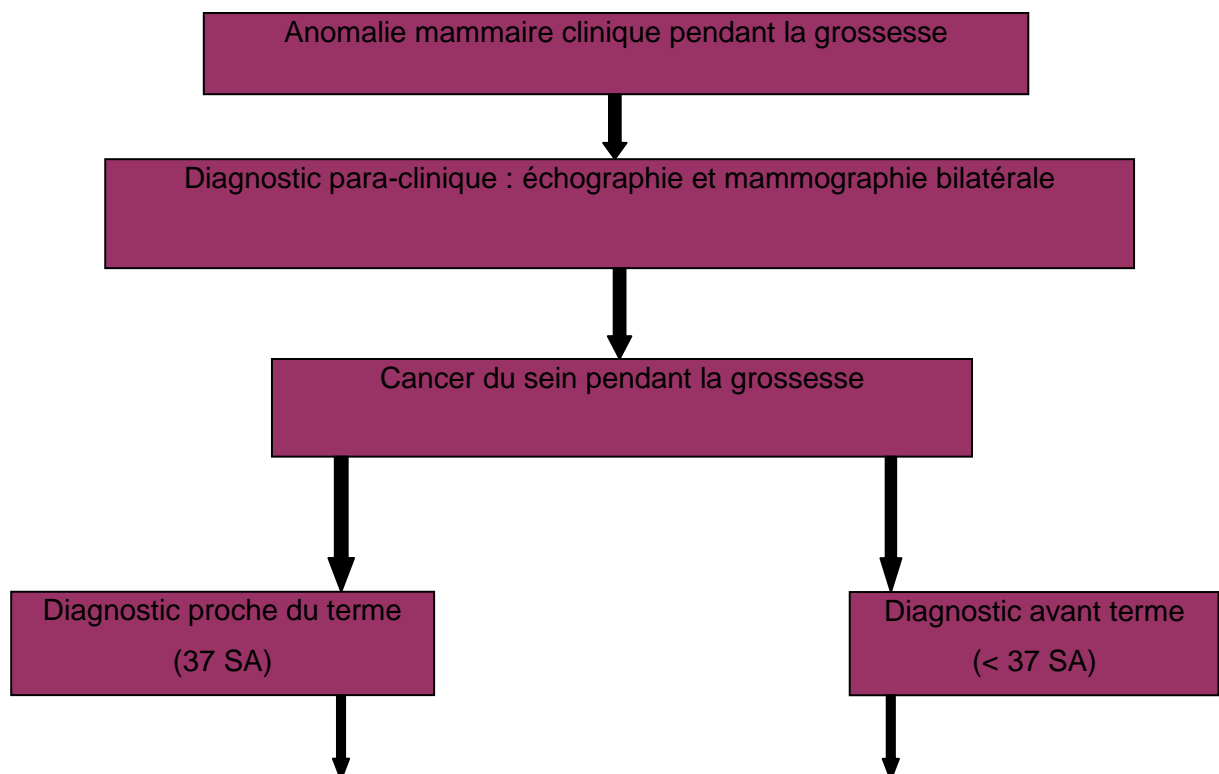 Anomalie mammaire clinique pendant la grossesse
Diagnostic para-clinique : échographie et mammographie bilatérale
Cancer du sein pendant la grossesse
Diagnostic proche du terme
(37 SA)
Diagnostic avant terme
(< 37 SA)